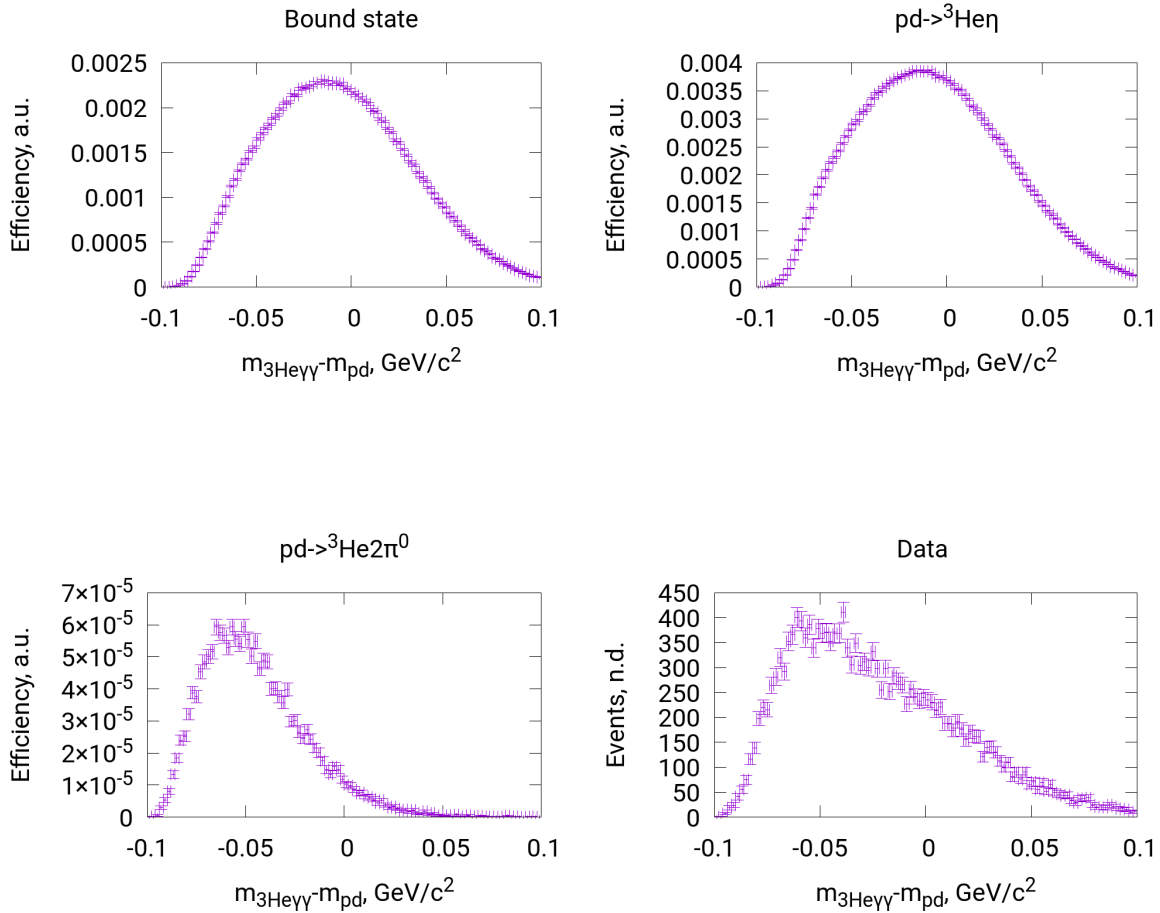 Bound state
Efficiency, a.u.
0.0025
0.002
0.0015
0.001
0.0005
0
-0.1 -0.05 0 0.05 0.1
m3Heγγ-mpd, GeV/c²
pd->³Heη
Efficiency, a.u.
0.004
0.0035
0.003
0.0025
0.002
0.0015
0.001
0.0005
0
-0.1 -0.05 0 0.05 0.1
m3Heγγ-mpd, GeV/c²
pd->³He2π⁰
Efficiency, a.u.
7×10⁻⁵
6×10⁻⁵
5×10⁻⁵
4×10⁻⁵
3×10⁻⁵
2×10⁻⁵
1×10⁻⁵
0
-0.1 -0.05 0 0.05 0.1
m3Heγγ-mpd, GeV/c²
Data
Events, n.d.
450
400
350
300
250
200
150
100
50
0
-0.1 -0.05 0 0.05 0.1
m3Heγγ-mpd, GeV/c²